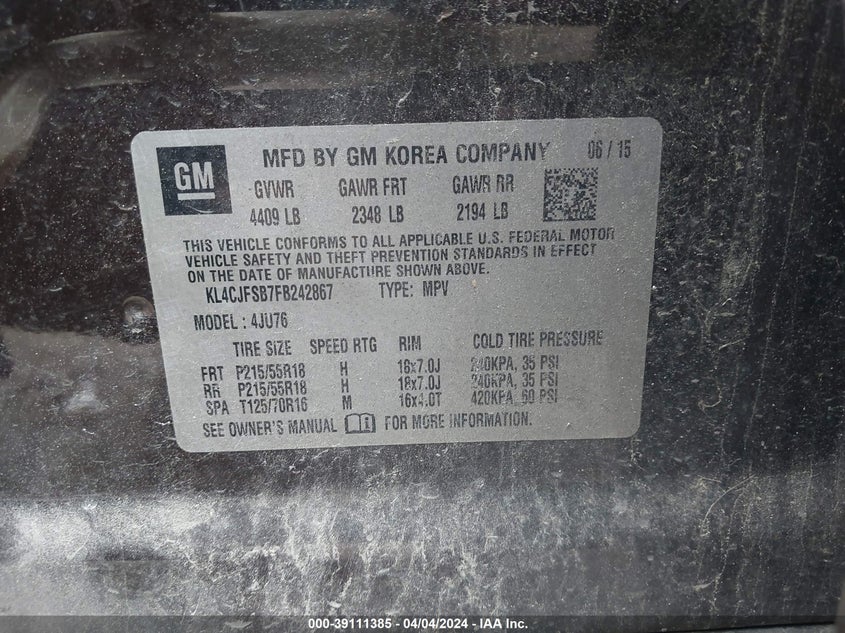 GM MFD BY GM KOREA COMPANY 06 / 15
GVWR GAWR FRT GAWR RR
4409 LB 2348 LB 2194 LB
THIS VEHICLE CONFORMS TO ALL APPLICABLE U.S. FEDERAL MOTOR
VEHICLE SAFETY AND THEFT PREVENTION STANDARDS IN EFFECT
ON THE DATE OF MANUFACTURE SHOWN ABOVE.
KL4CJFSB7FB242867 TYPE: MPV
MODEL : 4JU76
TIRE SIZE SPEED RTG RIM COLD TIRE PRESSURE
FRT P215/55R18 H 18x7.0J 240KPA, 35 PSI
RR P215/55R18 H 18x7.0J 240KPA, 35 PSI
SPA T125/70R16 M 16x4.0T 420KPA, 60 PSI
SEE OWNER'S MANUAL FOR MORE INFORMATION.
000-39111385 - 04/04/2024 - IAA Inc.